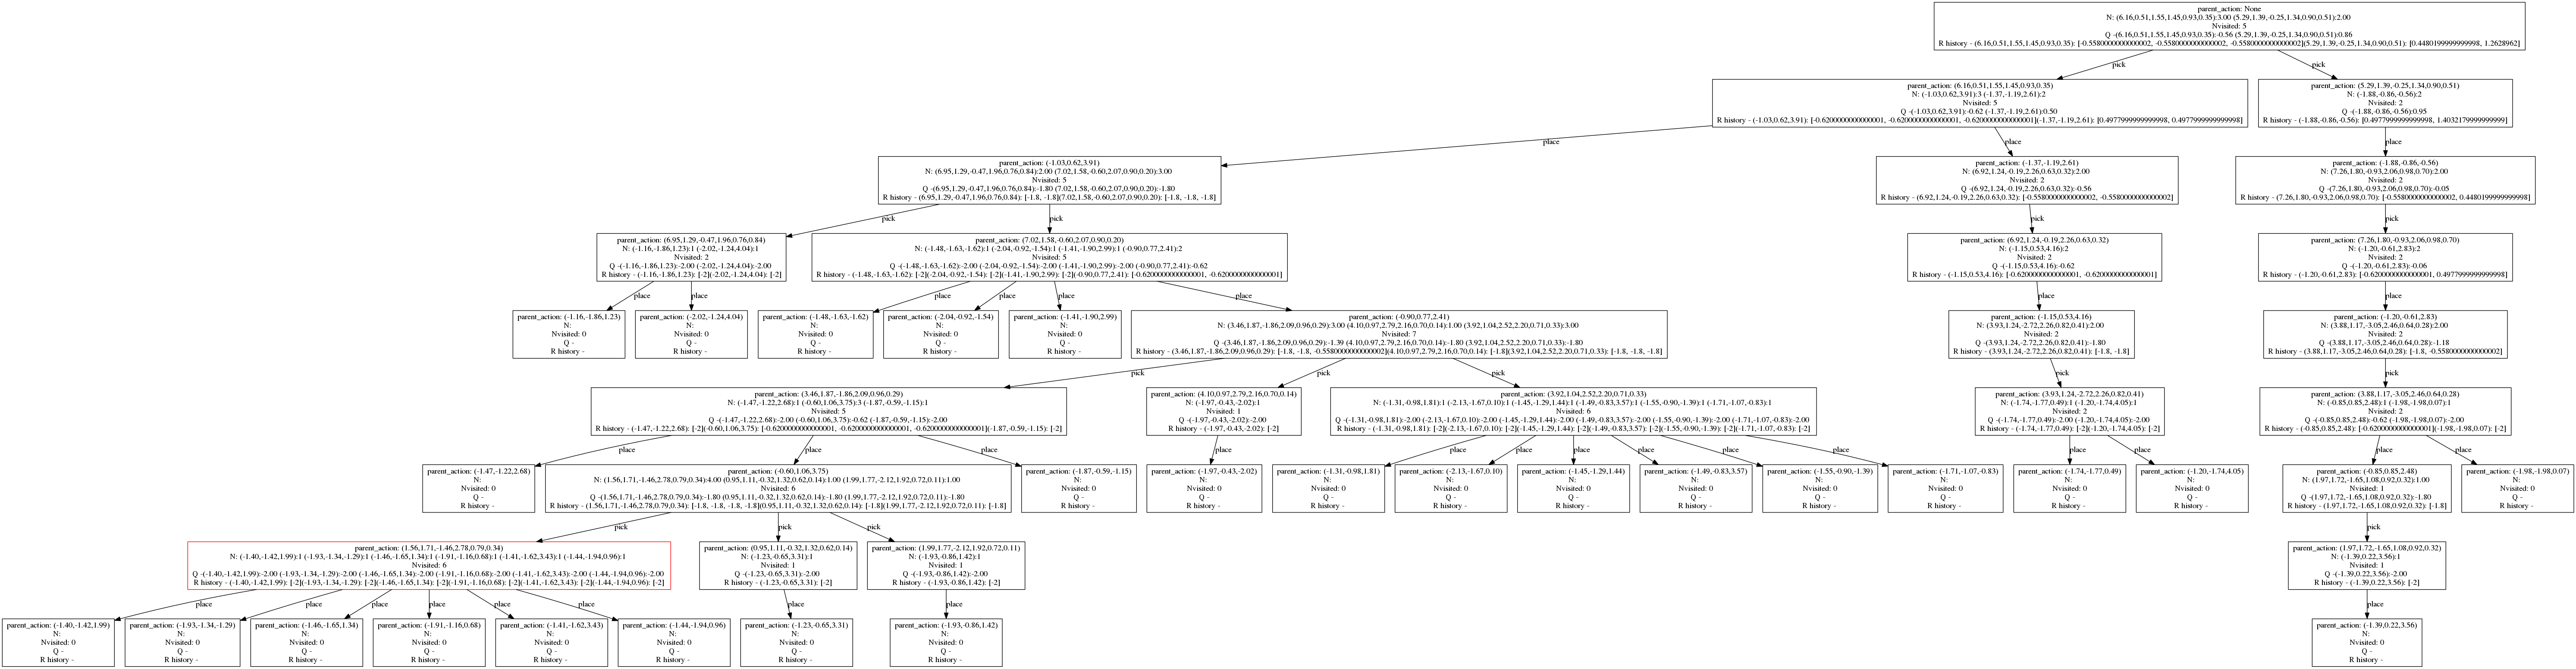 parent_action: None
N: (6.16,0.51,1.55,1.45,0.93,0.35):3.00 (5.29,1.39,-0.25,1.34,0.90,0.51):2.00
Nvisited: 5
Q -(6.16,0.51,1.55,1.45,0.93,0.35):-0.56 (5.29,1.39,-0.25,1.34,0.90,0.51):0.86
R history - (6.16,0.51,1.55,1.45,0.93,0.35): [-0.5580000000000002, -0.5580000000000002, -0.5580000000000002](5.29,1.39,-0.25,1.34,0.90,0.51): [0.4480199999999998, 1.2628962]
pick
pick
parent_action: (6.16,0.51,1.55,1.45,0.93,0.35)
N: (-1.03,0.62,3.91):3 (-1.37,-1.19,2.61):2
Nvisited: 5
Q -(-1.03,0.62,3.91):-0.62 (-1.37,-1.19,2.61):0.50
R history - (-1.03,0.62,3.91): [-0.6200000000000001, -0.6200000000000001, -0.6200000000000001](-1.37,-1.19,2.61): [0.4977999999999998, 0.4977999999999998]
parent_action: (5.29,1.39,-0.25,1.34,0.90,0.51)
N: (-1.88,-0.86,-0.56):2
Nvisited: 2
Q -(-1.88,-0.86,-0.56):0.95
R history - (-1.88,-0.86,-0.56): [0.4977999999999998, 1.4032179999999999]
place
place
place
parent_action: (-1.03,0.62,3.91)
N: (6.95,1.29,-0.47,1.96,0.76,0.84):2.00 (7.02,1.58,-0.60,2.07,0.90,0.20):3.00
Nvisited: 5
Q -(6.95,1.29,-0.47,1.96,0.76,0.84):-1.80 (7.02,1.58,-0.60,2.07,0.90,0.20):-1.80
R history - (6.95,1.29,-0.47,1.96,0.76,0.84): [-1.8, -1.8](7.02,1.58,-0.60,2.07,0.90,0.20): [-1.8, -1.8, -1.8]
parent_action: (-1.37,-1.19,2.61)
N: (6.92,1.24,-0.19,2.26,0.63,0.32):2.00
Nvisited: 2
Q -(6.92,1.24,-0.19,2.26,0.63,0.32):-0.56
R history - (6.92,1.24,-0.19,2.26,0.63,0.32): [-0.5580000000000002, -0.5580000000000002]
parent_action: (-1.88,-0.86,-0.56)
N: (7.26,1.80,-0.93,2.06,0.98,0.70):2.00
Nvisited: 2
Q -(7.26,1.80,-0.93,2.06,0.98,0.70):-0.05
R history - (7.26,1.80,-0.93,2.06,0.98,0.70): [-0.5580000000000002, 0.4480199999999998]
pick
pick
pick
pick
parent_action: (6.95,1.29,-0.47,1.96,0.76,0.84)
N: (-1.16,-1.86,1.23):1 (-2.02,-1.24,4.04):1
Nvisited: 2
Q -(-1.16,-1.86,1.23):-2.00 (-2.02,-1.24,4.04):-2.00
R history - (-1.16,-1.86,1.23): [-2](-2.02,-1.24,4.04): [-2]
parent_action: (7.02,1.58,-0.60,2.07,0.90,0.20)
N: (-1.48,-1.63,-1.62):1 (-2.04,-0.92,-1.54):1 (-1.41,-1.90,2.99):1 (-0.90,0.77,2.41):2
Nvisited: 5
Q -(-1.48,-1.63,-1.62):-2.00 (-2.04,-0.92,-1.54):-2.00 (-1.41,-1.90,2.99):-2.00 (-0.90,0.77,2.41):-0.62
R history - (-1.48,-1.63,-1.62): [-2](-2.04,-0.92,-1.54): [-2](-1.41,-1.90,2.99): [-2](-0.90,0.77,2.41): [-0.6200000000000001, -0.6200000000000001]
parent_action: (6.92,1.24,-0.19,2.26,0.63,0.32)
N: (-1.15,0.53,4.16):2
Nvisited: 2
Q -(-1.15,0.53,4.16):-0.62
R history - (-1.15,0.53,4.16): [-0.6200000000000001, -0.6200000000000001]
parent_action: (7.26,1.80,-0.93,2.06,0.98,0.70)
N: (-1.20,-0.61,2.83):2
Nvisited: 2
Q -(-1.20,-0.61,2.83):-0.06
R history - (-1.20,-0.61,2.83): [-0.6200000000000001, 0.4977999999999998]
place
place
place
place
place
place
place
place
parent_action: (-1.16,-1.86,1.23)
N:
Nvisited: 0
Q -
R history -
parent_action: (-2.02,-1.24,4.04)
N:
Nvisited: 0
Q -
R history -
parent_action: (-1.48,-1.63,-1.62)
N:
Nvisited: 0
Q -
R history -
parent_action: (-2.04,-0.92,-1.54)
N:
Nvisited: 0
Q -
R history -
parent_action: (-1.41,-1.90,2.99)
N:
Nvisited: 0
Q -
R history -
parent_action: (-0.90,0.77,2.41)
N: (3.46,1.87,-1.86,2.09,0.96,0.29):3.00 (4.10,0.97,2.79,2.16,0.70,0.14):1.00 (3.92,1.04,2.52,2.20,0.71,0.33):3.00
Nvisited: 7
Q -(3.46,1.87,-1.86,2.09,0.96,0.29):-1.39 (4.10,0.97,2.79,2.16,0.70,0.14):-1.80 (3.92,1.04,2.52,2.20,0.71,0.33):-1.80
R history - (3.46,1.87,-1.86,2.09,0.96,0.29): [-1.8, -1.8, -0.5580000000000002](4.10,0.97,2.79,2.16,0.70,0.14): [-1.8](3.92,1.04,2.52,2.20,0.71,0.33): [-1.8, -1.8, -1.8]
parent_action: (-1.15,0.53,4.16)
N: (3.93,1.24,-2.72,2.26,0.82,0.41):2.00
Nvisited: 2
Q -(3.93,1.24,-2.72,2.26,0.82,0.41):-1.80
R history - (3.93,1.24,-2.72,2.26,0.82,0.41): [-1.8, -1.8]
parent_action: (-1.20,-0.61,2.83)
N: (3.88,1.17,-3.05,2.46,0.64,0.28):2.00
Nvisited: 2
Q -(3.88,1.17,-3.05,2.46,0.64,0.28):-1.18
R history - (3.88,1.17,-3.05,2.46,0.64,0.28): [-1.8, -0.5580000000000002]
pick
pick
pick
pick
pick
parent_action: (3.46,1.87,-1.86,2.09,0.96,0.29)
N: (-1.47,-1.22,2.68):1 (-0.60,1.06,3.75):3 (-1.87,-0.59,-1.15):1
Nvisited: 5
Q -(-1.47,-1.22,2.68):-2.00 (-0.60,1.06,3.75):-0.62 (-1.87,-0.59,-1.15):-2.00
R history - (-1.47,-1.22,2.68): [-2](-0.60,1.06,3.75): [-0.6200000000000001, -0.6200000000000001, -0.6200000000000001](-1.87,-0.59,-1.15): [-2]
parent_action: (4.10,0.97,2.79,2.16,0.70,0.14)
N: (-1.97,-0.43,-2.02):1
Nvisited: 1
Q -(-1.97,-0.43,-2.02):-2.00
R history - (-1.97,-0.43,-2.02): [-2]
parent_action: (3.92,1.04,2.52,2.20,0.71,0.33)
N: (-1.31,-0.98,1.81):1 (-2.13,-1.67,0.10):1 (-1.45,-1.29,1.44):1 (-1.49,-0.83,3.57):1 (-1.55,-0.90,-1.39):1 (-1.71,-1.07,-0.83):1
Nvisited: 6
Q -(-1.31,-0.98,1.81):-2.00 (-2.13,-1.67,0.10):-2.00 (-1.45,-1.29,1.44):-2.00 (-1.49,-0.83,3.57):-2.00 (-1.55,-0.90,-1.39):-2.00 (-1.71,-1.07,-0.83):-2.00
R history - (-1.31,-0.98,1.81): [-2](-2.13,-1.67,0.10): [-2](-1.45,-1.29,1.44): [-2](-1.49,-0.83,3.57): [-2](-1.55,-0.90,-1.39): [-2](-1.71,-1.07,-0.83): [-2]
parent_action: (3.93,1.24,-2.72,2.26,0.82,0.41)
N: (-1.74,-1.77,0.49):1 (-1.20,-1.74,4.05):1
Nvisited: 2
Q -(-1.74,-1.77,0.49):-2.00 (-1.20,-1.74,4.05):-2.00
R history - (-1.74,-1.77,0.49): [-2](-1.20,-1.74,4.05): [-2]
parent_action: (3.88,1.17,-3.05,2.46,0.64,0.28)
N: (-0.85,0.85,2.48):1 (-1.98,-1.98,0.07):1
Nvisited: 2
Q -(-0.85,0.85,2.48):-0.62 (-1.98,-1.98,0.07):-2.00
R history - (-0.85,0.85,2.48): [-0.6200000000000001](-1.98,-1.98,0.07): [-2]
place
place
place
place
place
place
place
place
place
place
place
place
place
place
parent_action: (-1.47,-1.22,2.68)
N:
Nvisited: 0
Q -
R history -
parent_action: (-0.60,1.06,3.75)
N: (1.56,1.71,-1.46,2.78,0.79,0.34):4.00 (0.95,1.11,-0.32,1.32,0.62,0.14):1.00 (1.99,1.77,-2.12,1.92,0.72,0.11):1.00
Nvisited: 6
Q -(1.56,1.71,-1.46,2.78,0.79,0.34):-1.80 (0.95,1.11,-0.32,1.32,0.62,0.14):-1.80 (1.99,1.77,-2.12,1.92,0.72,0.11):-1.80
R history - (1.56,1.71,-1.46,2.78,0.79,0.34): [-1.8, -1.8, -1.8, -1.8](0.95,1.11,-0.32,1.32,0.62,0.14): [-1.8](1.99,1.77,-2.12,1.92,0.72,0.11): [-1.8]
parent_action: (-1.87,-0.59,-1.15)
N:
Nvisited: 0
Q -
R history -
parent_action: (-1.97,-0.43,-2.02)
N:
Nvisited: 0
Q -
R history -
parent_action: (-1.31,-0.98,1.81)
N:
Nvisited: 0
Q -
R history -
parent_action: (-2.13,-1.67,0.10)
N:
Nvisited: 0
Q -
R history -
parent_action: (-1.45,-1.29,1.44)
N:
Nvisited: 0
Q -
R history -
parent_action: (-1.49,-0.83,3.57)
N:
Nvisited: 0
Q -
R history -
parent_action: (-1.55,-0.90,-1.39)
N:
Nvisited: 0
Q -
R history -
parent_action: (-1.71,-1.07,-0.83)
N:
Nvisited: 0
Q -
R history -
parent_action: (-1.74,-1.77,0.49)
N:
Nvisited: 0
Q -
R history -
parent_action: (-1.20,-1.74,4.05)
N:
Nvisited: 0
Q -
R history -
parent_action: (-0.85,0.85,2.48)
N: (1.97,1.72,-1.65,1.08,0.92,0.32):1.00
Nvisited: 1
Q -(1.97,1.72,-1.65,1.08,0.92,0.32):-1.80
R history - (1.97,1.72,-1.65,1.08,0.92,0.32): [-1.8]
parent_action: (-1.98,-1.98,0.07)
N:
Nvisited: 0
Q -
R history -
pick
pick
pick
pick
parent_action: (1.56,1.71,-1.46,2.78,0.79,0.34)
N: (-1.40,-1.42,1.99):1 (-1.93,-1.34,-1.29):1 (-1.46,-1.65,1.34):1 (-1.91,-1.16,0.68):1 (-1.41,-1.62,3.43):1 (-1.44,-1.94,0.96):1
Nvisited: 6
Q -(-1.40,-1.42,1.99):-2.00 (-1.93,-1.34,-1.29):-2.00 (-1.46,-1.65,1.34):-2.00 (-1.91,-1.16,0.68):-2.00 (-1.41,-1.62,3.43):-2.00 (-1.44,-1.94,0.96):-2.00
R history - (-1.40,-1.42,1.99): [-2](-1.93,-1.34,-1.29): [-2](-1.46,-1.65,1.34): [-2](-1.91,-1.16,0.68): [-2](-1.41,-1.62,3.43): [-2](-1.44,-1.94,0.96): [-2]
parent_action: (0.95,1.11,-0.32,1.32,0.62,0.14)
N: (-1.23,-0.65,3.31):1
Nvisited: 1
Q -(-1.23,-0.65,3.31):-2.00
R history - (-1.23,-0.65,3.31): [-2]
parent_action: (1.99,1.77,-2.12,1.92,0.72,0.11)
N: (-1.93,-0.86,1.42):1
Nvisited: 1
Q -(-1.93,-0.86,1.42):-2.00
R history - (-1.93,-0.86,1.42): [-2]
parent_action: (1.97,1.72,-1.65,1.08,0.92,0.32)
N: (-1.39,0.22,3.56):1
Nvisited: 1
Q -(-1.39,0.22,3.56):-2.00
R history - (-1.39,0.22,3.56): [-2]
place
place
place
place
place
place
place
place
place
parent_action: (-1.40,-1.42,1.99)
N:
Nvisited: 0
Q -
R history -
parent_action: (-1.93,-1.34,-1.29)
N:
Nvisited: 0
Q -
R history -
parent_action: (-1.46,-1.65,1.34)
N:
Nvisited: 0
Q -
R history -
parent_action: (-1.91,-1.16,0.68)
N:
Nvisited: 0
Q -
R history -
parent_action: (-1.41,-1.62,3.43)
N:
Nvisited: 0
Q -
R history -
parent_action: (-1.44,-1.94,0.96)
N:
Nvisited: 0
Q -
R history -
parent_action: (-1.23,-0.65,3.31)
N:
Nvisited: 0
Q -
R history -
parent_action: (-1.93,-0.86,1.42)
N:
Nvisited: 0
Q -
R history -
parent_action: (-1.39,0.22,3.56)
N:
Nvisited: 0
Q -
R history -